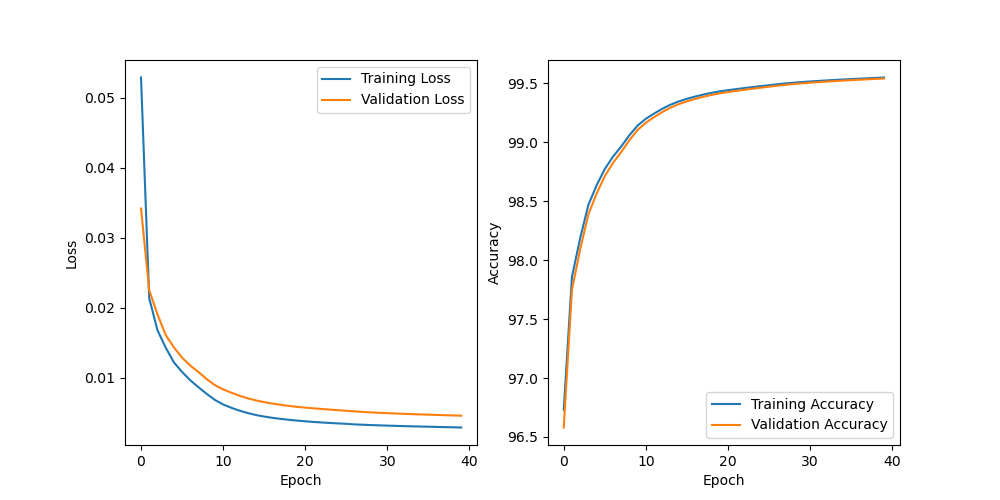 Training Loss
Validation Loss
0.05
0.04
0.03
0.02
0.01
Loss
0 10 20 30 40
Epoch
99.5
99.0
98.5
98.0
97.5
97.0
96.5
Accuracy
Training Accuracy
Validation Accuracy
0 10 20 30 40
Epoch